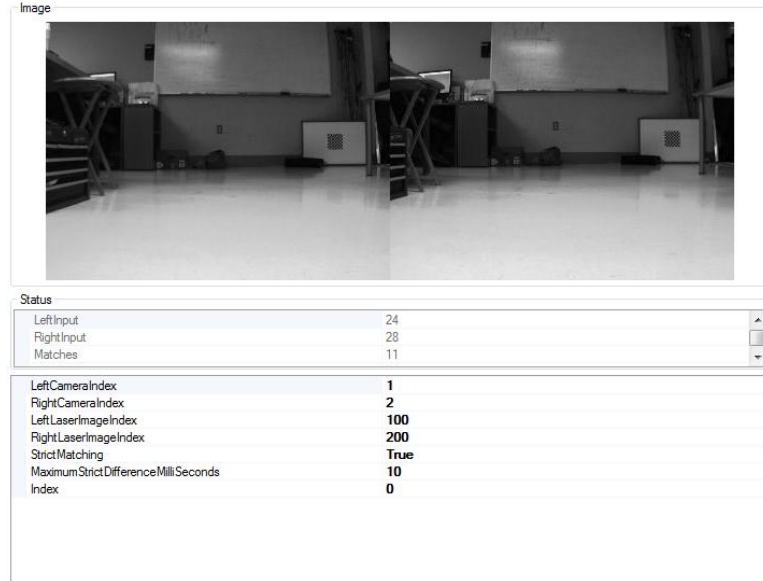 Image
Status
LeftInput 24
RightInput 28
Matches 11
LeftCameraIndex 1
RightCameraIndex 2
LeftLaserImageIndex 100
RightLaserImageIndex 200
StrictMatching True
MaximumStrictDifferenceMilliSeconds 10
Index 0